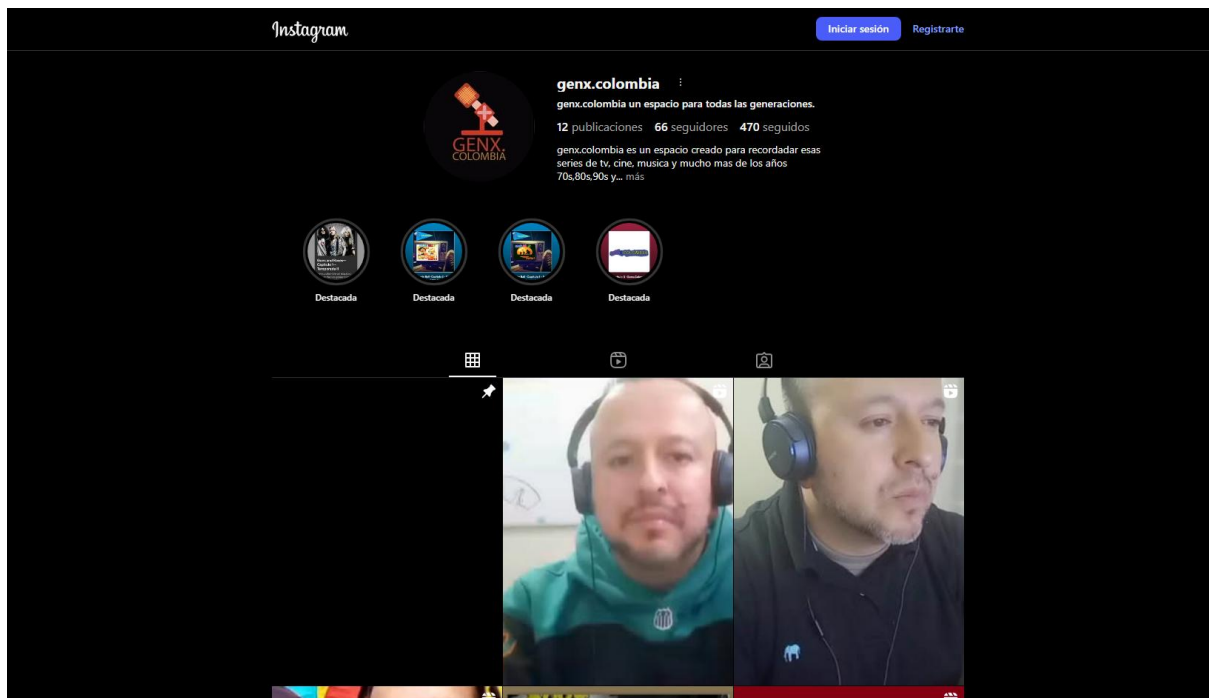 Instagram
Iniciar sesión
Registrarte
genx.colombia
genx.colombia un espacio para todas las generaciones.
12 publicaciones 66 seguidores 470 seguidos
genx.colombia es un espacio creado para recordadar esas
series de tv, cine, musica y mucho mas de los años
70s,80s,90s y... más
GENX.
COLOMBIA
Destacada
Destacada
Destacada
Destacada